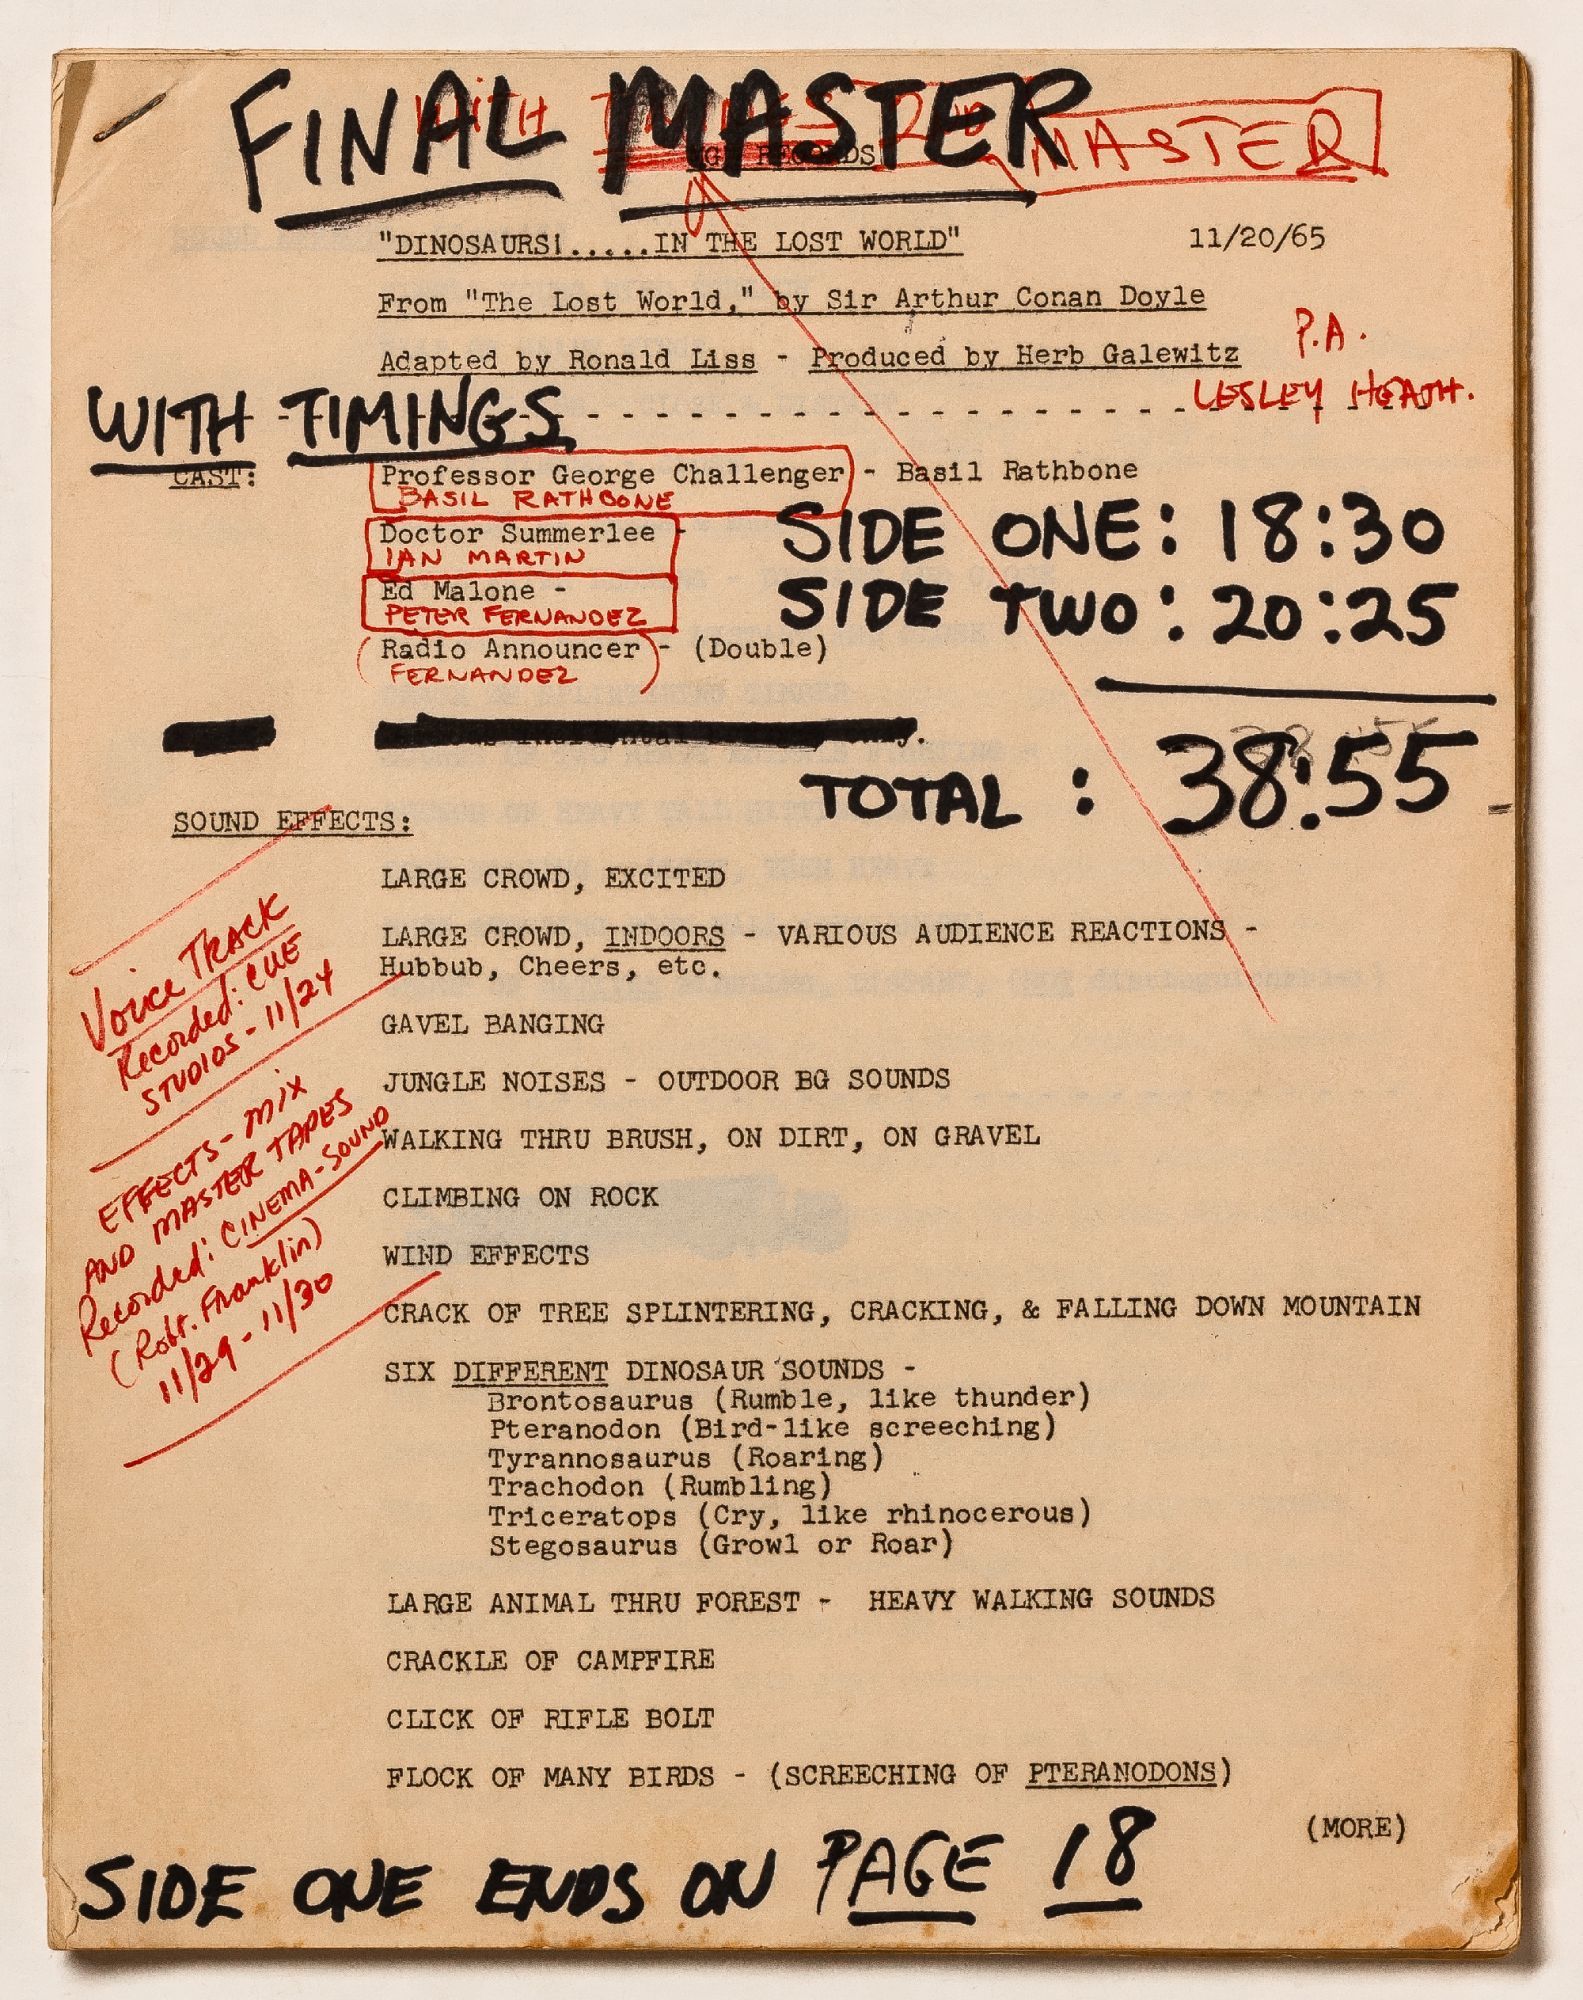 FINAL MASTER
WITH
MASTER
RECORDS
"DINOSAURS!.....IN THE LOST WORLD" 11/20/65
From "The Lost World," by Sir Arthur Conan Doyle
Adapted by Ronald Liss - Produced by Herb Galewitz
P.A.
LESLEY HEATH.
WITH TIMINGS
CAST: Professor George Challenger - Basil Rathbone
BASIL RATHBONE
Doctor Summerlee -
IAN MARTIN
Ed Malone -
PETER FERNANDEZ
Radio Announcer - (Double)
FERNANDEZ
SIDE ONE: 18:30
SIDE TWO: 20:25
TOTAL : 38:55
SOUND EFFECTS:
LARGE CROWD, EXCITED
LARGE CROWD, INDOORS - VARIOUS AUDIENCE REACTIONS -
Hubbub, Cheers, etc.
GAVEL BANGING
JUNGLE NOISES - OUTDOOR BG SOUNDS
WALKING THRU BRUSH, ON DIRT, ON GRAVEL
CLIMBING ON ROCK
WIND EFFECTS
CRACK OF TREE SPLINTERING, CRACKING, & FALLING DOWN MOUNTAIN
SIX DIFFERENT DINOSAUR SOUNDS -
Brontosaurus (Rumble, like thunder)
Pteranodon (Bird-like screeching)
Tyrannosaurus (Roaring)
Trachodon (Rumbling)
Triceratops (Cry, like rhinocerous)
Stegosaurus (Growl or Roar)
LARGE ANIMAL THRU FOREST - HEAVY WALKING SOUNDS
CRACKLE OF CAMPFIRE
CLICK OF RIFLE BOLT
FLOCK OF MANY BIRDS - (SCREECHING OF PTERANODONS)
(MORE)
Voice TRACK
Recorded: CUE
STUDIOS - 11/24
EFFECTS - MIX
AND MASTER TAPES
Recorded: CINEMA-SOUND
(Robt. Franklin)
11/29 - 11/30
SIDE ONE ENDS ON PAGE 18